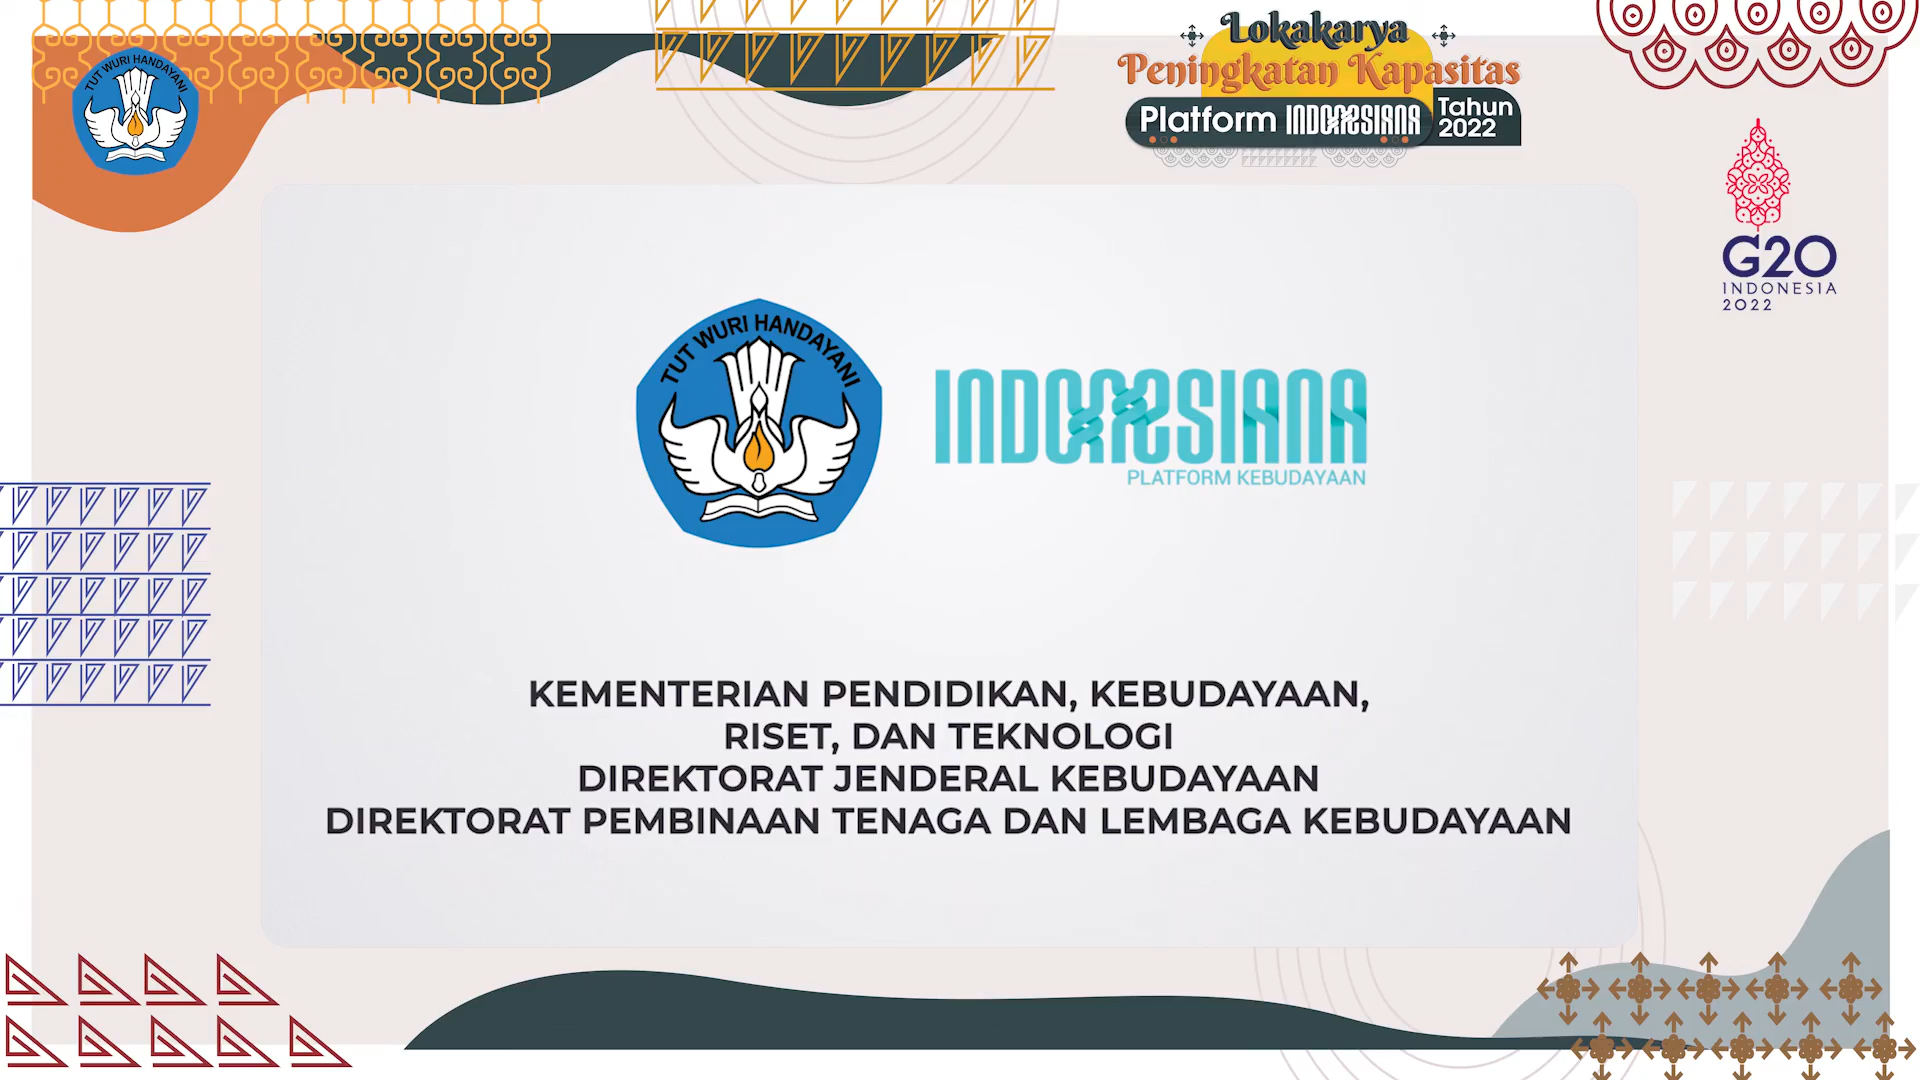 TUT WURI HANDAYANI
Lokakarya
Peningkatan Kapasitas
Platform INDONESIANA
Tahun
2022
G20
INDONESIA
2022
TUT WURI HANDAYANI
INDONESIANA
PLATFORM KEBUDAYAAN
KEMENTERIAN PENDIDIKAN, KEBUDAYAAN,
RISET, DAN TEKNOLOGI
DIREKTORAT JENDERAL KEBUDAYAAN
DIREKTORAT PEMBINAAN TENAGA DAN LEMBAGA KEBUDAYAAN